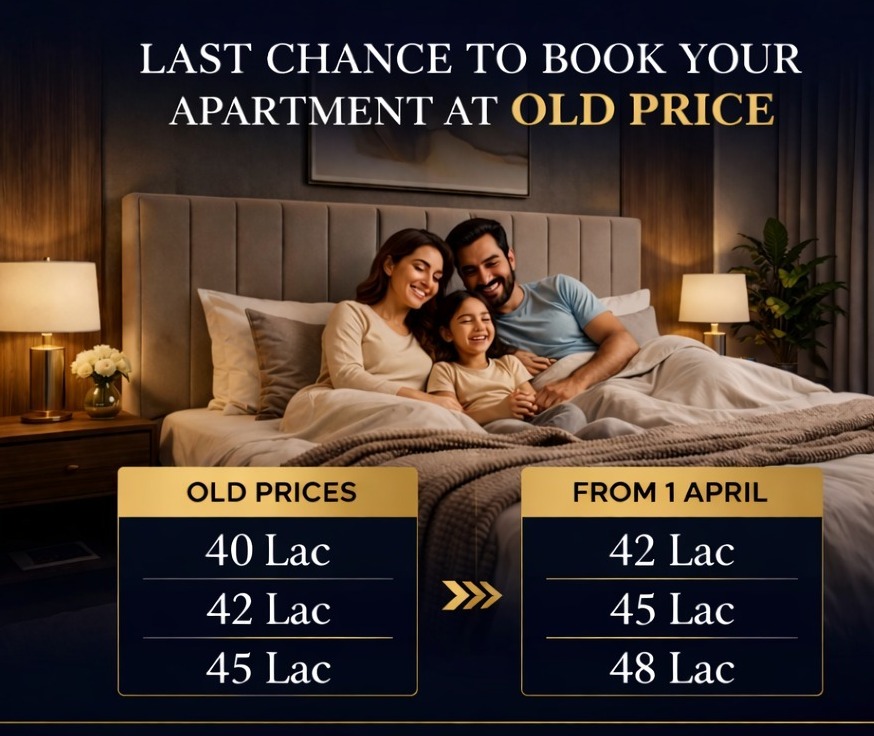 LAST CHANCE TO BOOK YOUR
APARTMENT AT OLD PRICE
OLD PRICES
40 Lac
42 Lac
45 Lac
FROM 1 APRIL
42 Lac
45 Lac
48 Lac